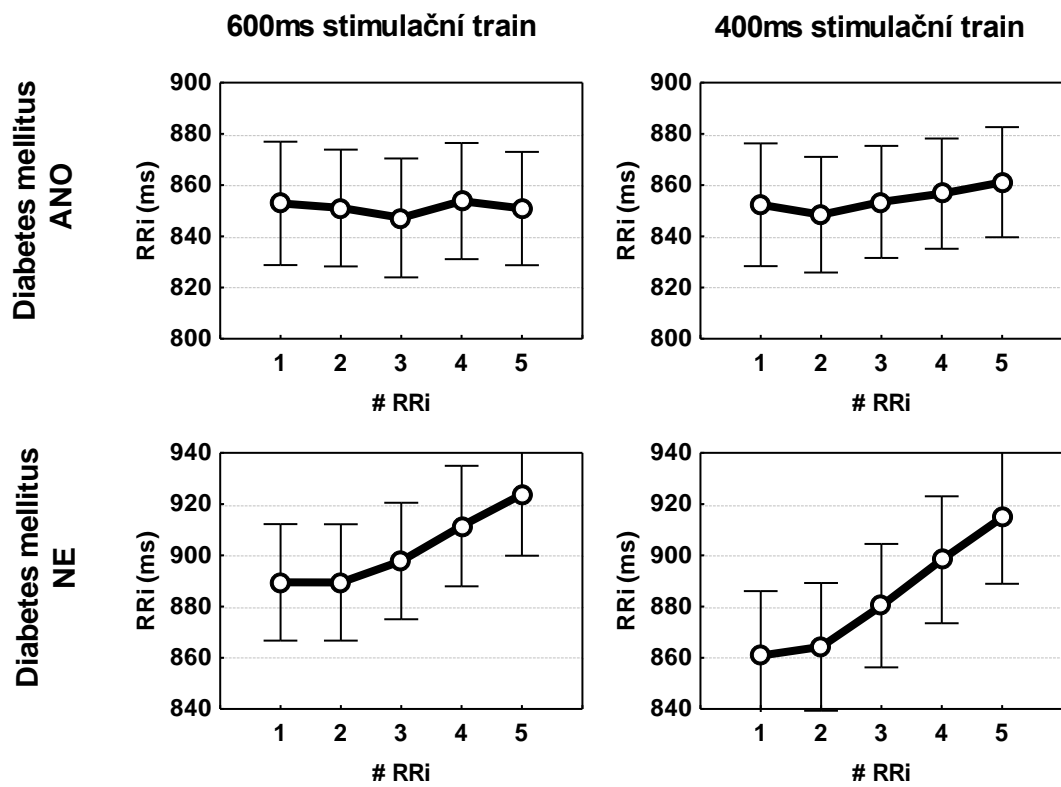 600ms stimulační train
400ms stimulační train
Diabetes mellitus
ANO
RRi (ms)
900
880
860
840
820
800
1 2 3 4 5
# RRi
RRi (ms)
900
880
860
840
820
800
1 2 3 4 5
# RRi
Diabetes mellitus
NE
RRi (ms)
940
920
900
880
860
840
1 2 3 4 5
# RRi
RRi (ms)
940
920
900
880
860
840
1 2 3 4 5
# RRi